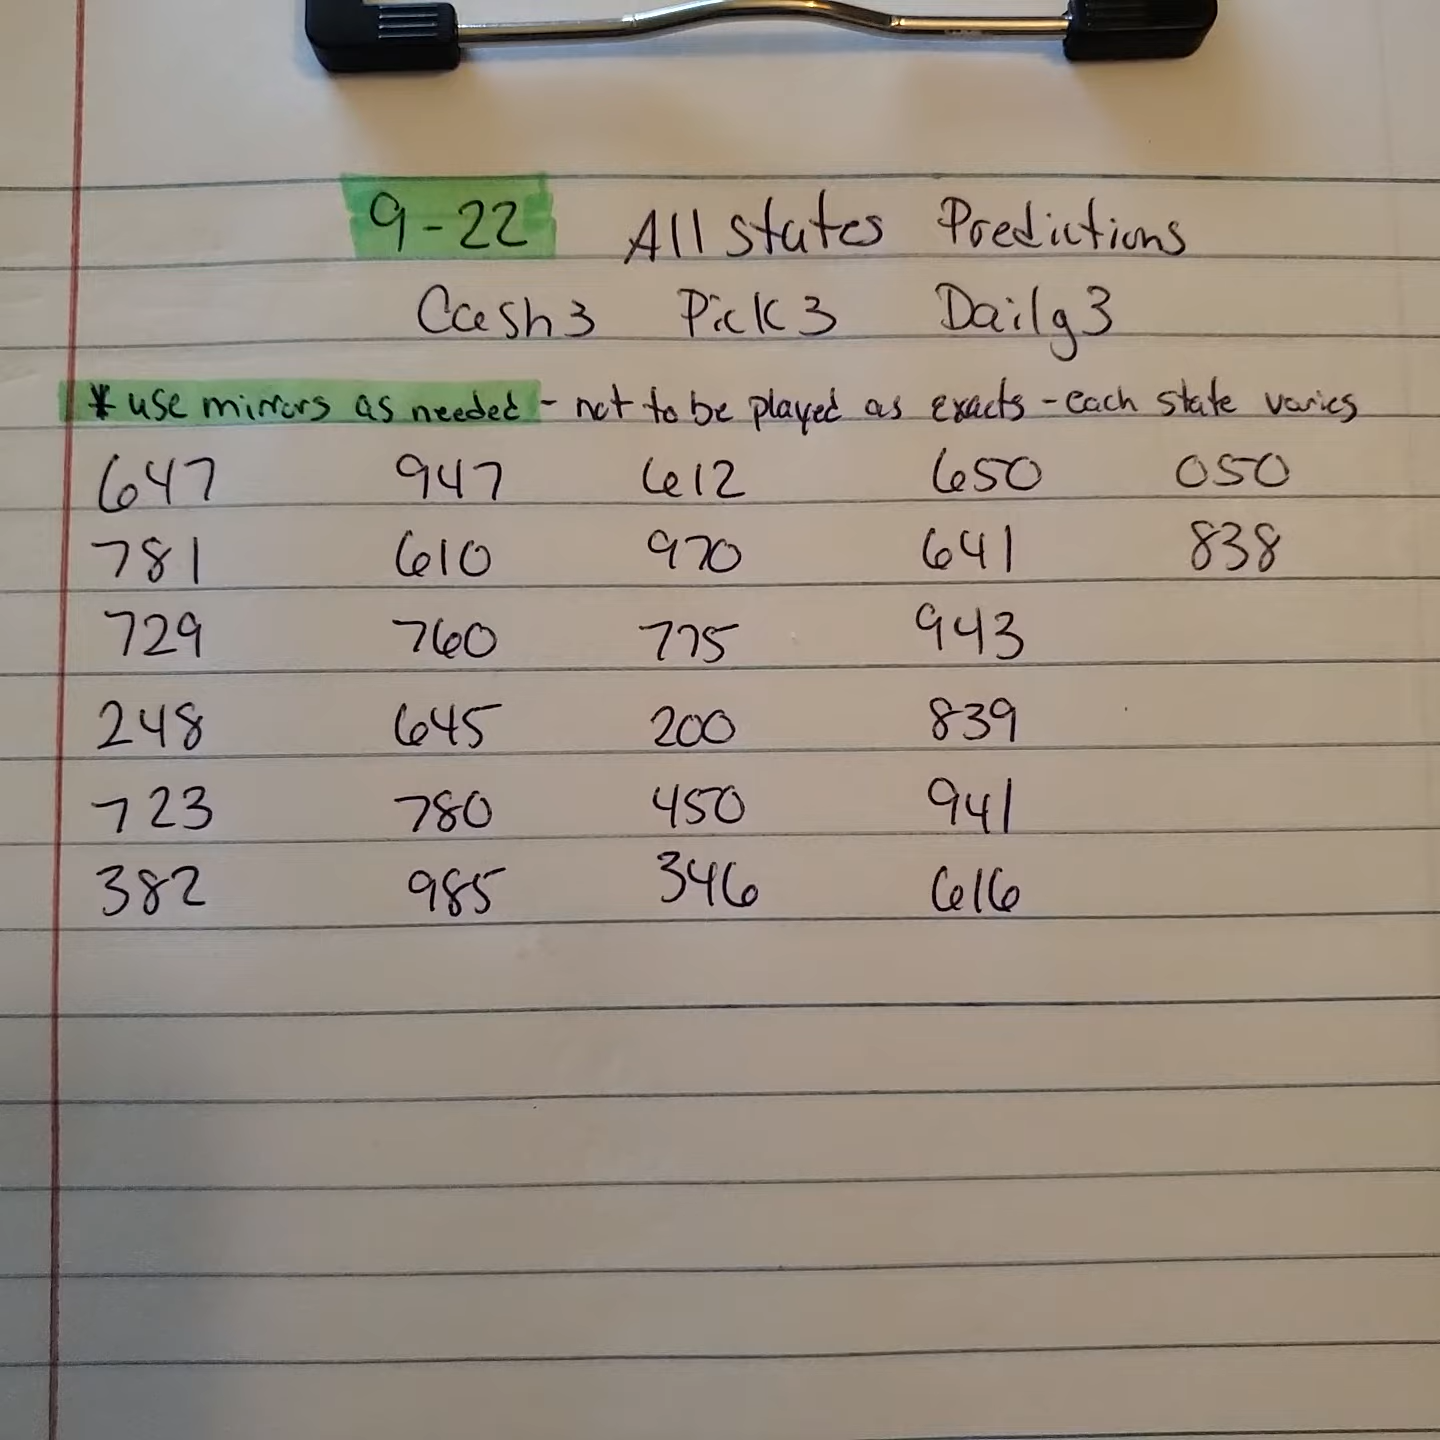 9-22 All states Predictions
Cash3 Pick3 Daily3
*use mirrors as needed - not to be played as exacts - each state varies
647 947 612 650 050
781 610 970 641 838
729 760 775 943
248 645 200 839
723 780 450 941
382 985 346 616